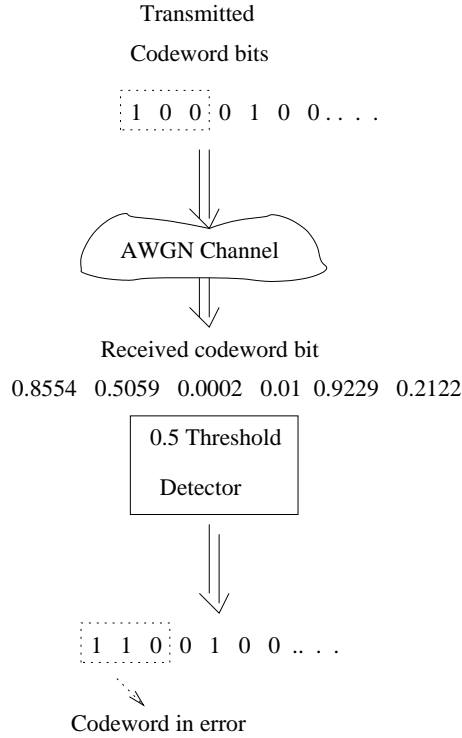 Transmitted
Codeword bits
1 0 0 0 1 0 0 . . . .
AWGN Channel
Received codeword bit
0.8554 0.5059 0.0002 0.01 0.9229 0.2122
0.5 Threshold
Detector
1 1 0 0 1 0 0 .. . .
Codeword in error